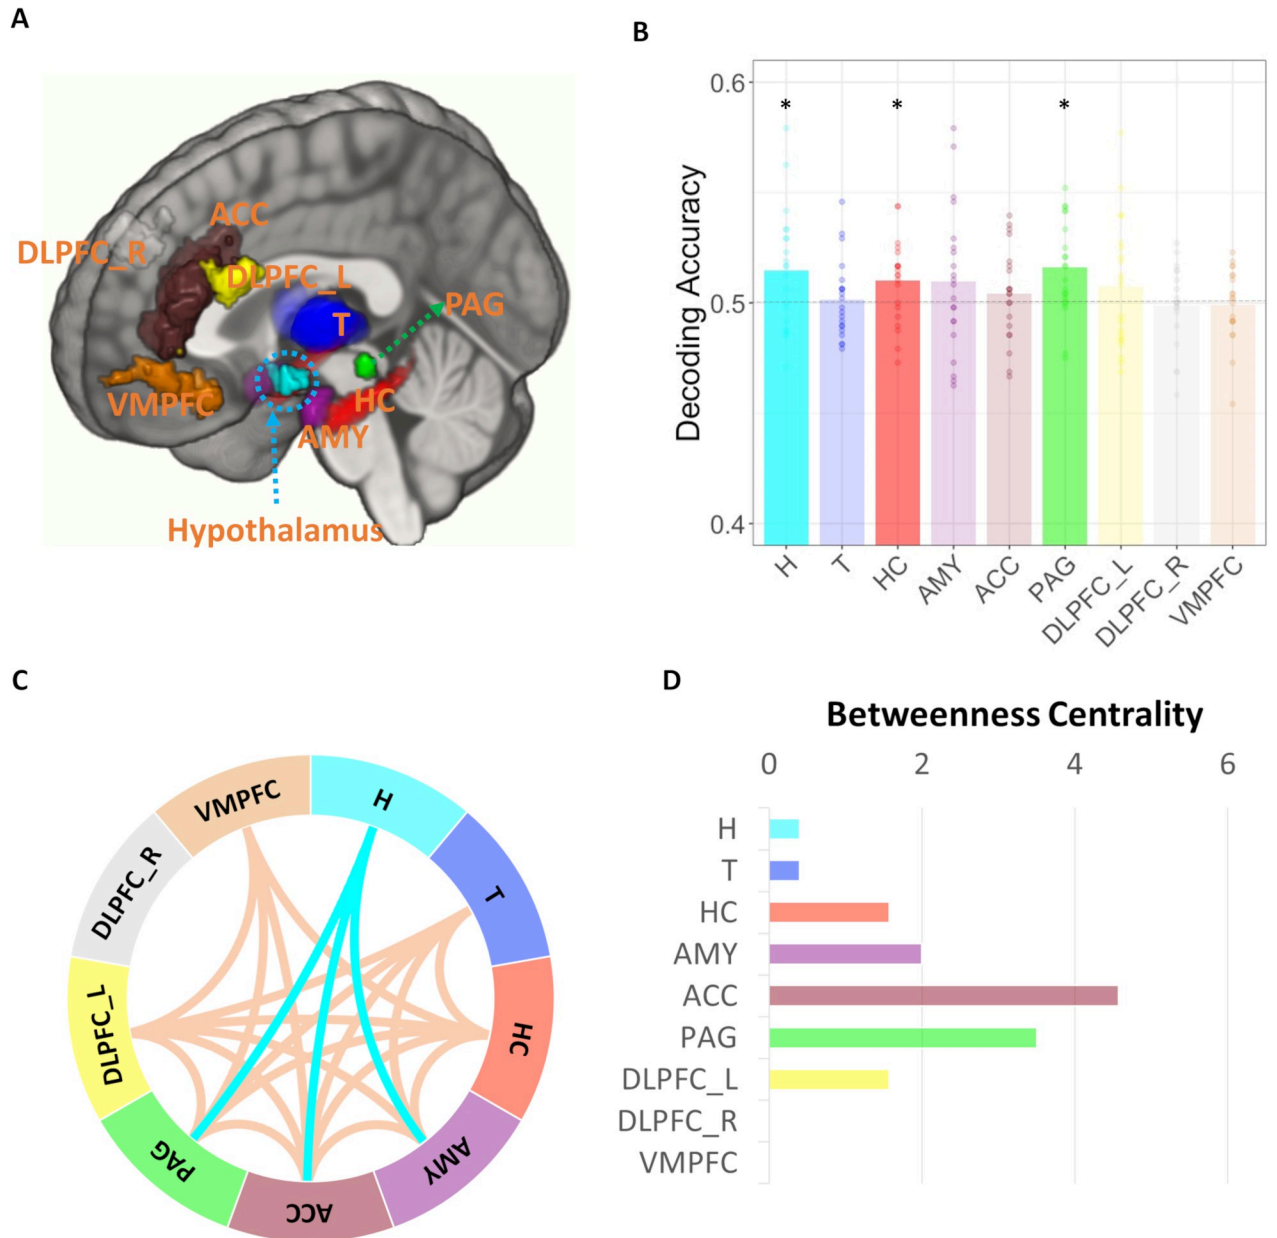 A
ACC
DLPFC_R
DLPFC_L
PAG
T
VMPFC
HC
AMY
Hypothalamus
B
Decoding Accuracy
0.6
0.5
0.4
* * *
H T HC AMY ACC PAG DLPFC_L DLPFC_R VMPFC
C
VMPFC
H
T
HC
AMY
ACC
PAG
DLPFC_L
DLPFC_R
D
Betweenness Centrality
0 2 4 6
H
T
HC
AMY
ACC
PAG
DLPFC_L
DLPFC_R
VMPFC